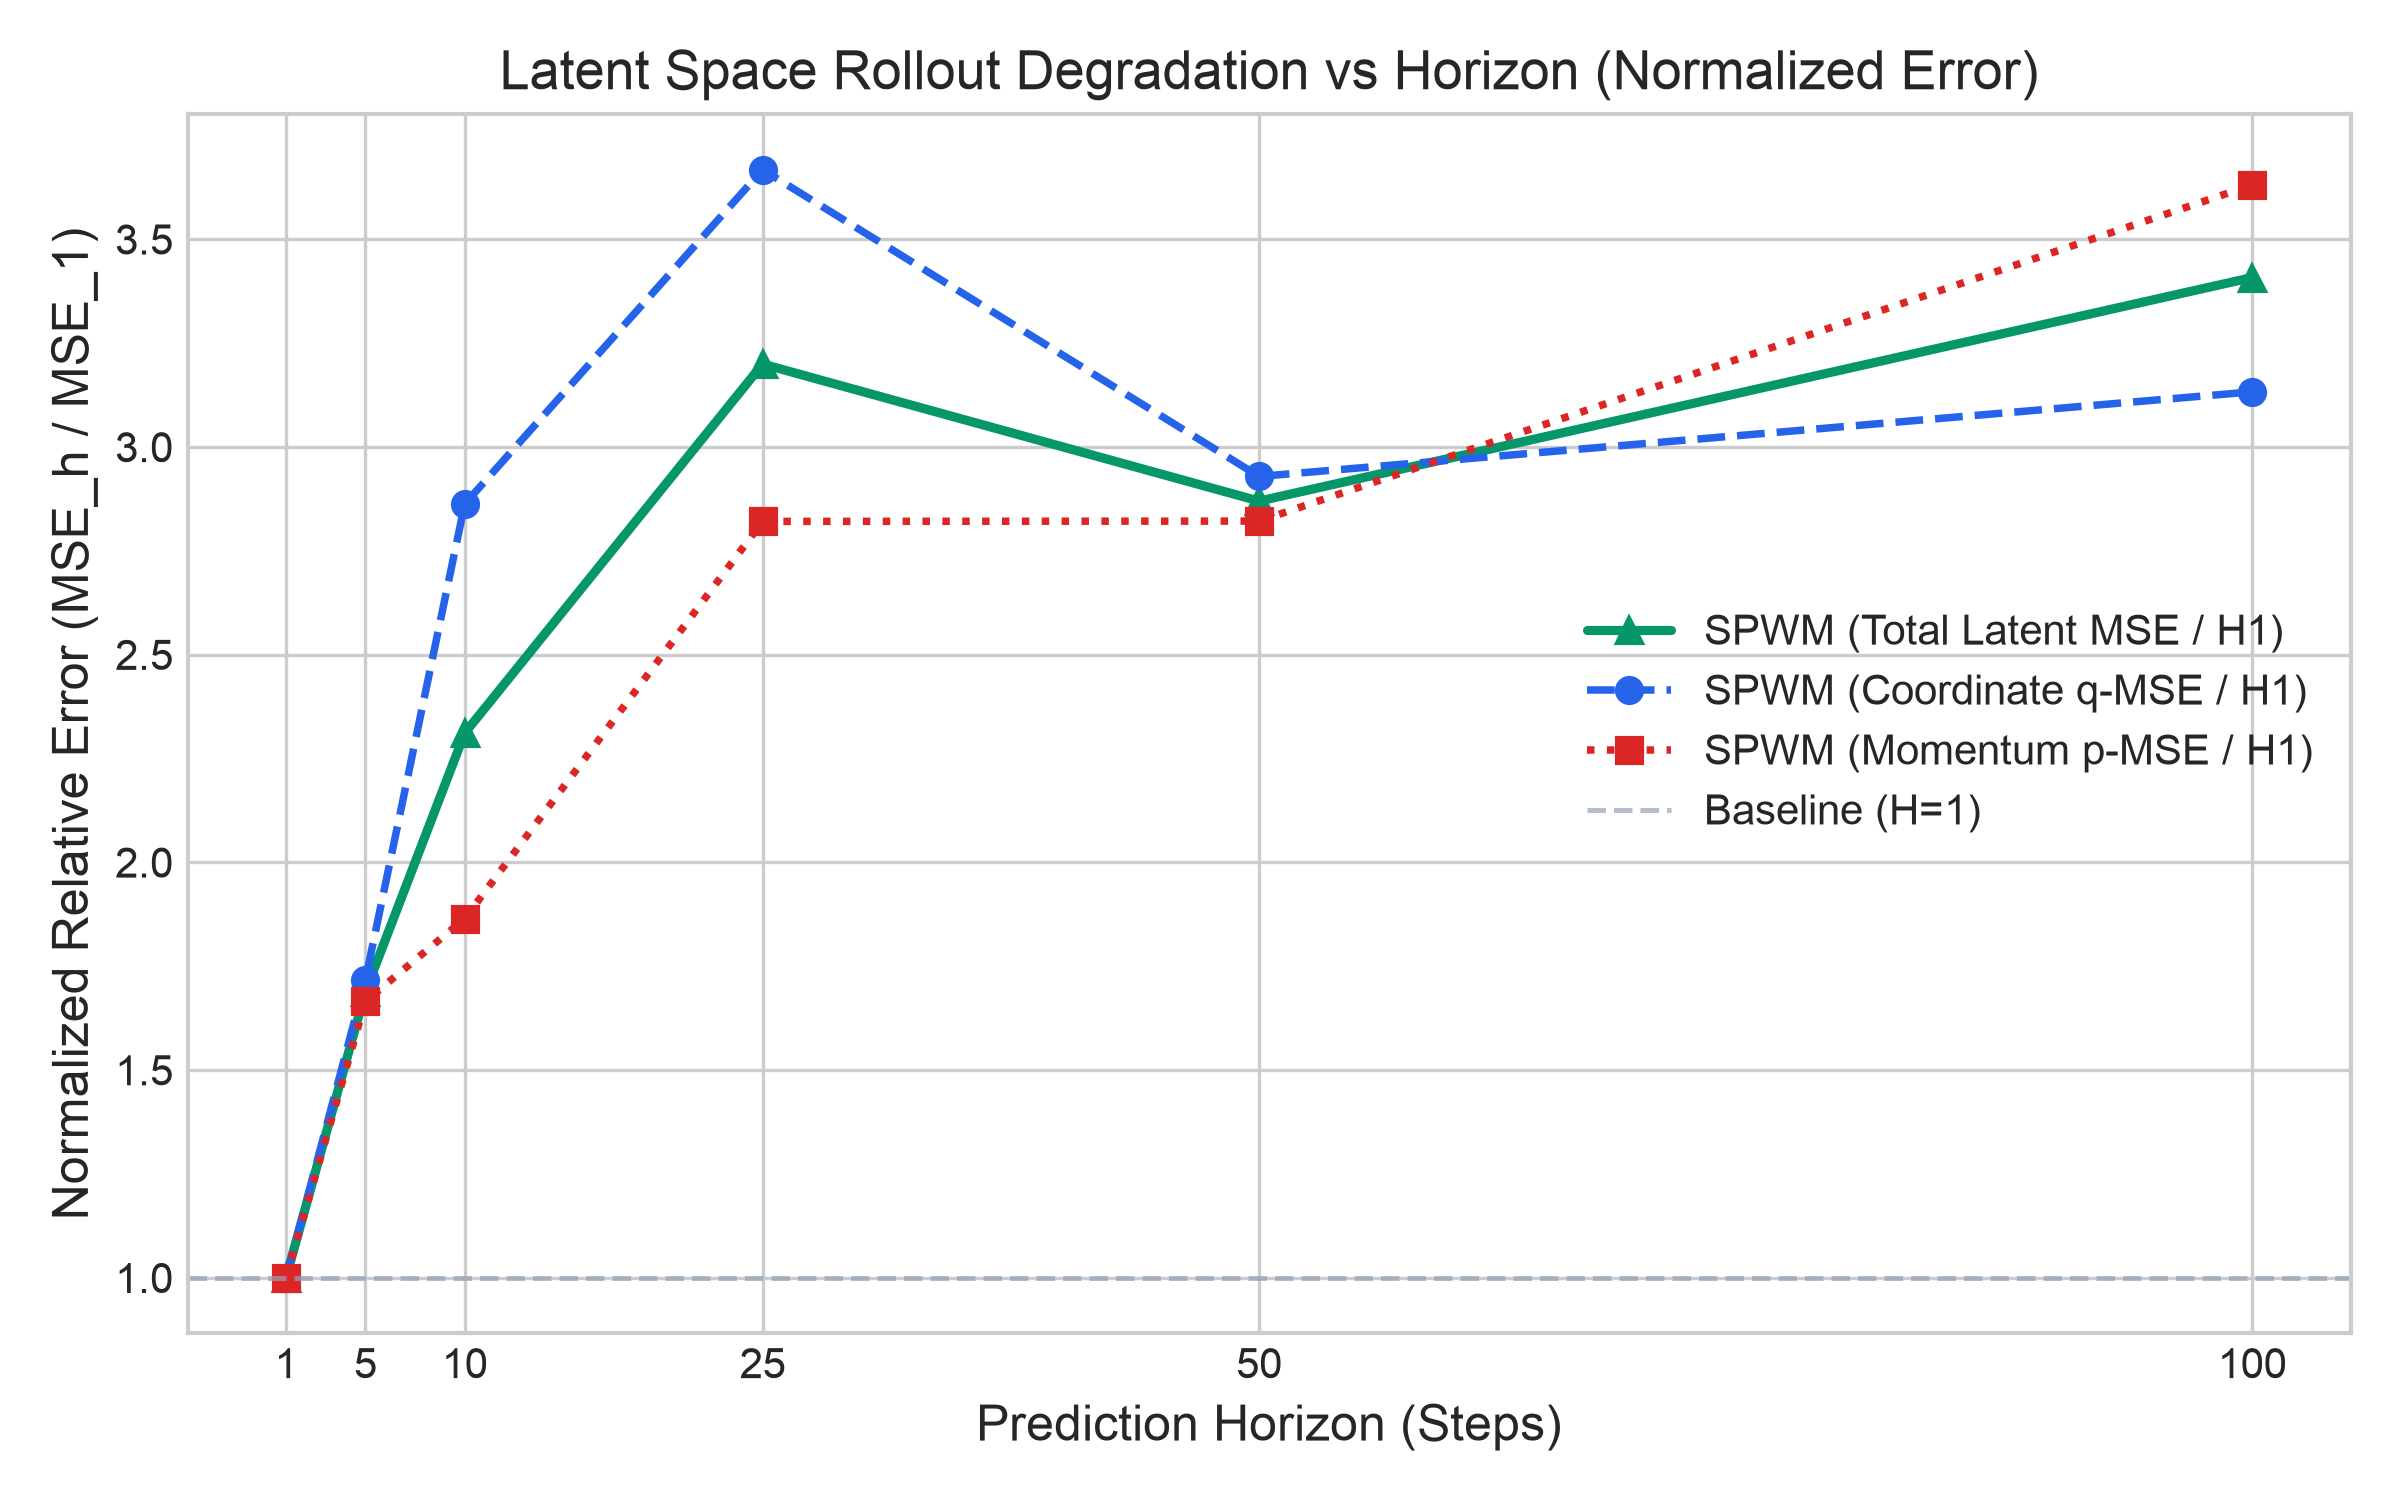 Latent Space Rollout Degradation vs Horizon (Normalized Error)
Normalized Relative Error (MSE_h / MSE_1)
3.5
3.0
2.5
2.0
1.5
1.0
SPWM (Total Latent MSE / H1)
SPWM (Coordinate q-MSE / H1)
SPWM (Momentum p-MSE / H1)
Baseline (H=1)
1 5 10 25 50 100
Prediction Horizon (Steps)